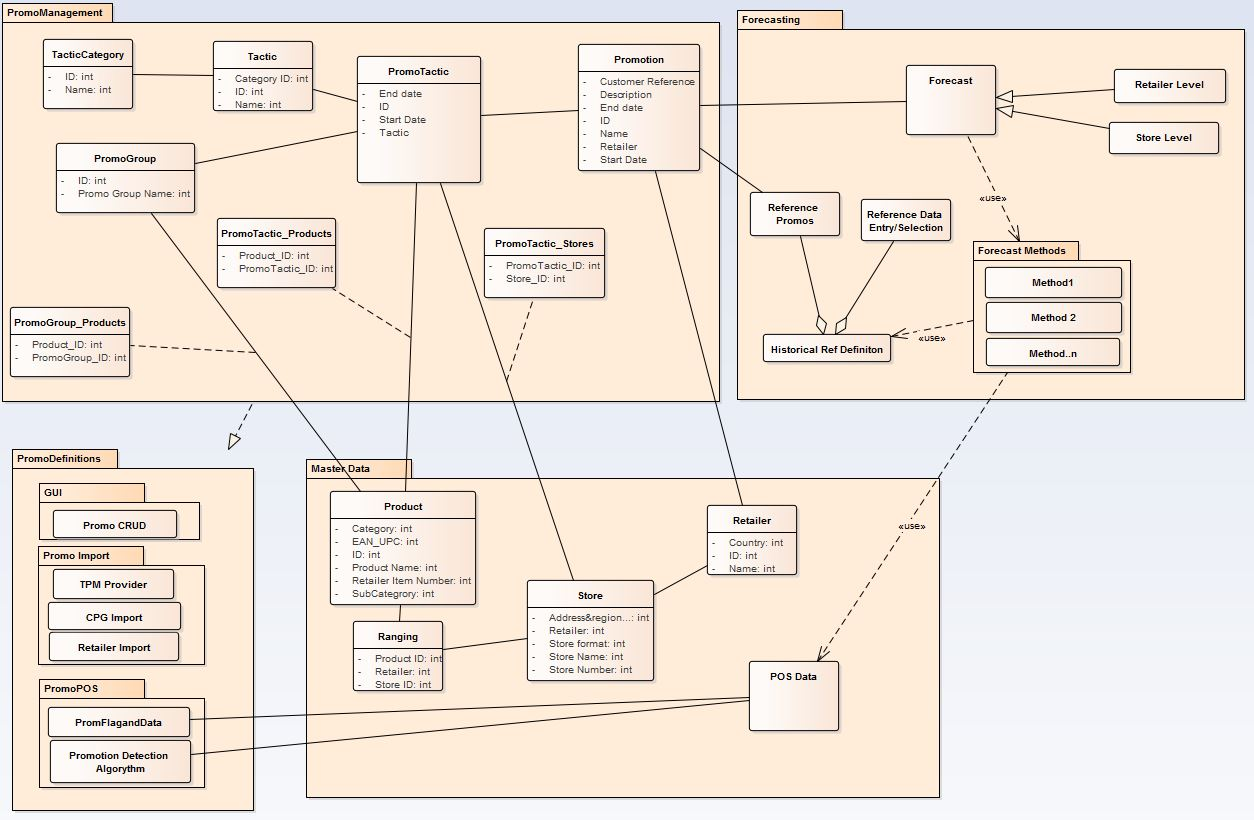 PromoManagement
TacticCategory
- ID: int
- Name: int
Tactic
- Category ID: int
- ID: int
- Name: int
PromoTactic
- End date
- ID
- Start Date
- Tactic
Promotion
- Customer Reference
- Description
- End date
- ID
- Name
- Retailer
- Start Date
PromoGroup
- ID: int
- Promo Group Name: int
PromoTactic_Products
- Product_ID: int
- PromoTactic_ID: int
PromoTactic_Stores
- PromoTactic_ID: int
- Store_ID: int
PromoGroup_Products
- Product_ID: int
- PromoGroup_ID: int
Forecasting
Forecast
Retailer Level
Store Level
«use»
Reference
Promos
Reference Data
Entry/Selection
Forecast Methods
Method1
Method 2
Method..n
Historical Ref Definiton
«use»
PromoDefinitions
GUI
Promo CRUD
Promo Import
TPM Provider
CPG Import
Retailer Import
PromoPOS
PromFlagandData
Promotion Detection
Algorythm
Master Data
Product
- Category: int
- EAN_UPC: int
- ID: int
- Product Name: int
- Retailer Item Number: int
- SubCategrory: int
Ranging
- Product ID: int
- Retailer: int
- Store ID: int
Store
- Address&region...: int
- Retailer: int
- Store format: int
- Store Name: int
- Store Number: int
Retailer
- Country: int
- ID: int
- Name: int
«use»
POS Data